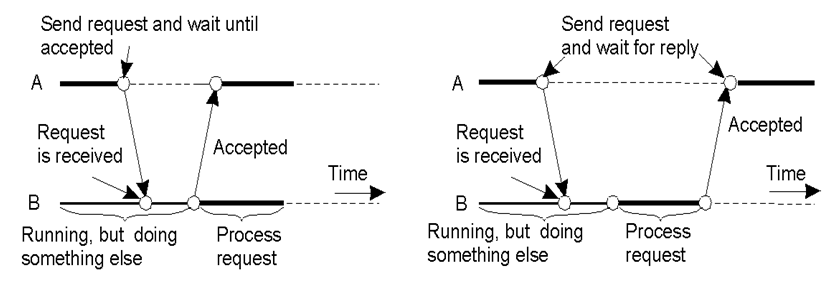 Send request and wait until
accepted
A
Request
is received
Accepted
Time
B
Running, but doing
something else
Process
request
Send request
and wait for reply
A
Request
is received
Accepted
Time
B
Running, but doing
something else
Process
request